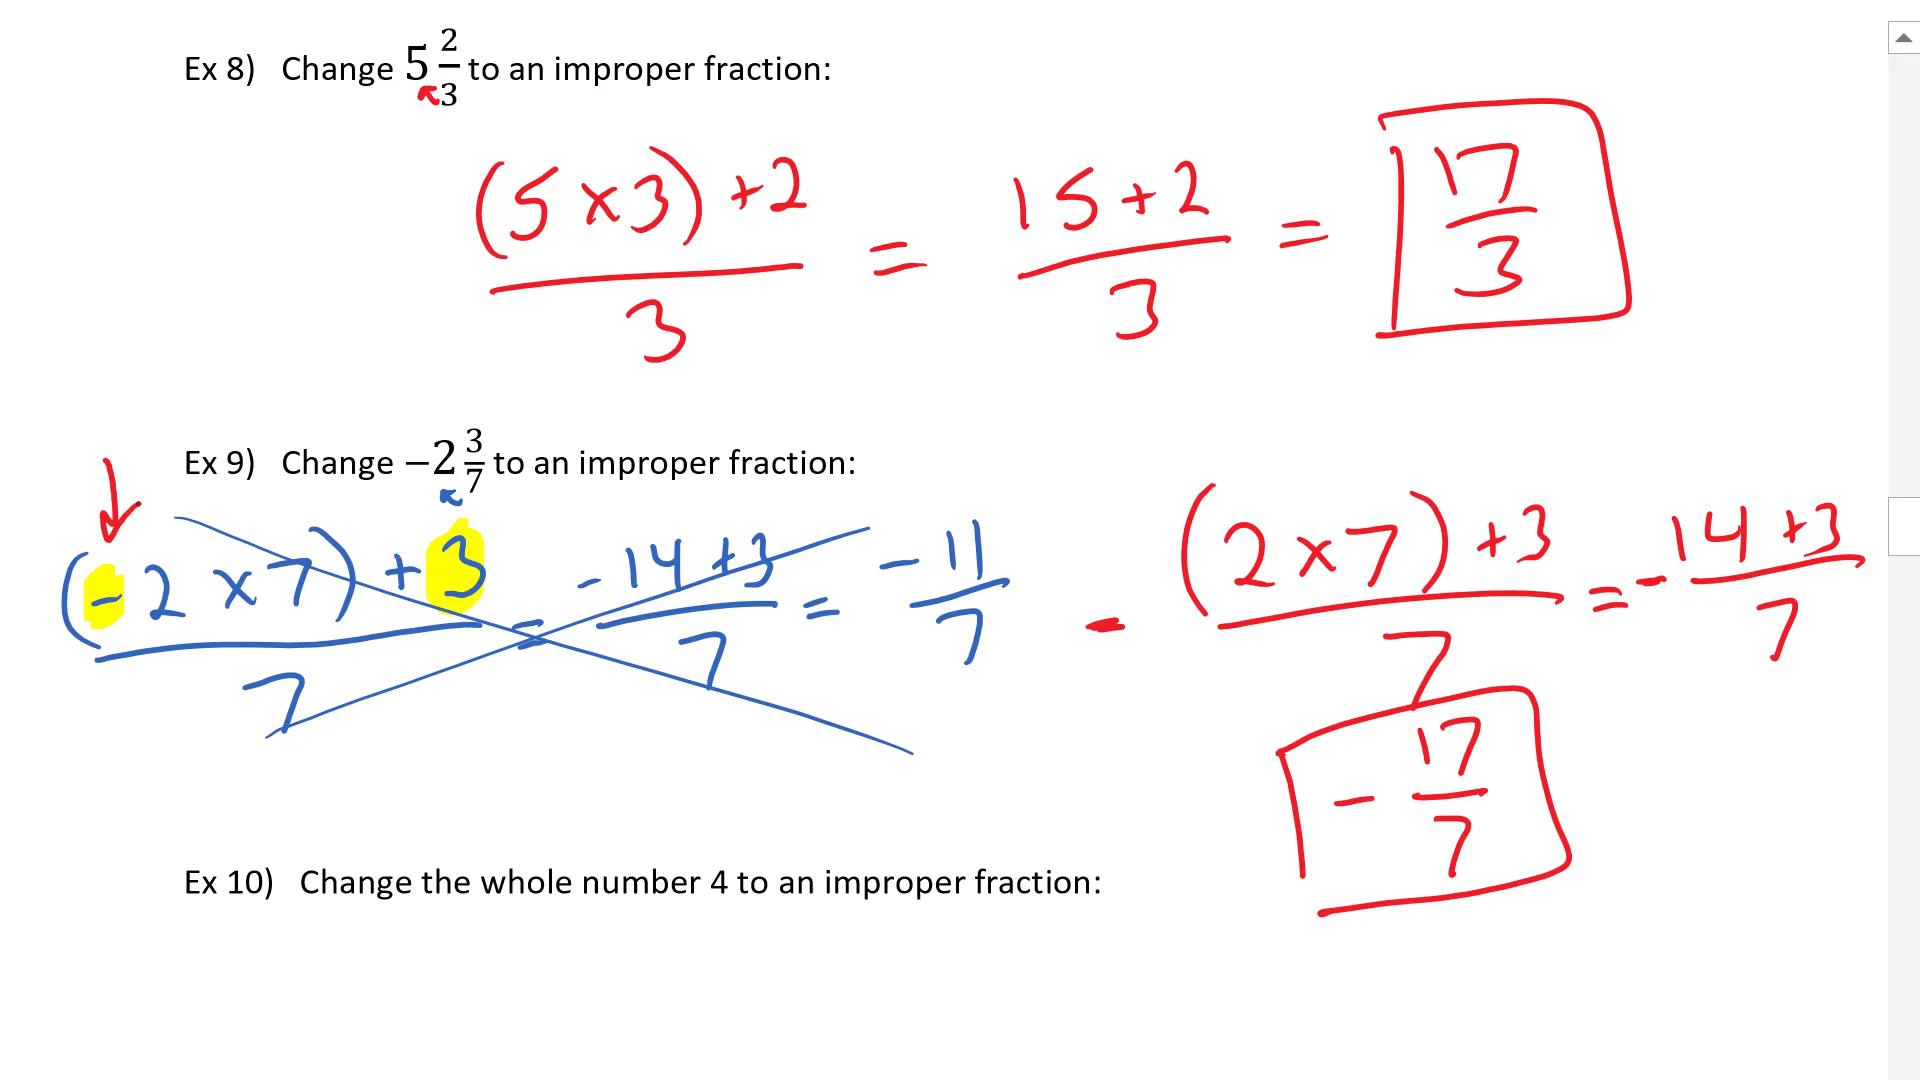 Ex 8) Change 5 2/3 to an improper fraction:
((5 × 3) + 2)/3 = (15 + 2)/3 = 17/3
Ex 9) Change −2 3/7 to an improper fraction:
((-2 × 7) + 3)/7 = (-14 + 3)/7 = -11/7
- ((2 × 7) + 3)/7 = - (14 + 3)/7
- 17/7
Ex 10) Change the whole number 4 to an improper fraction: